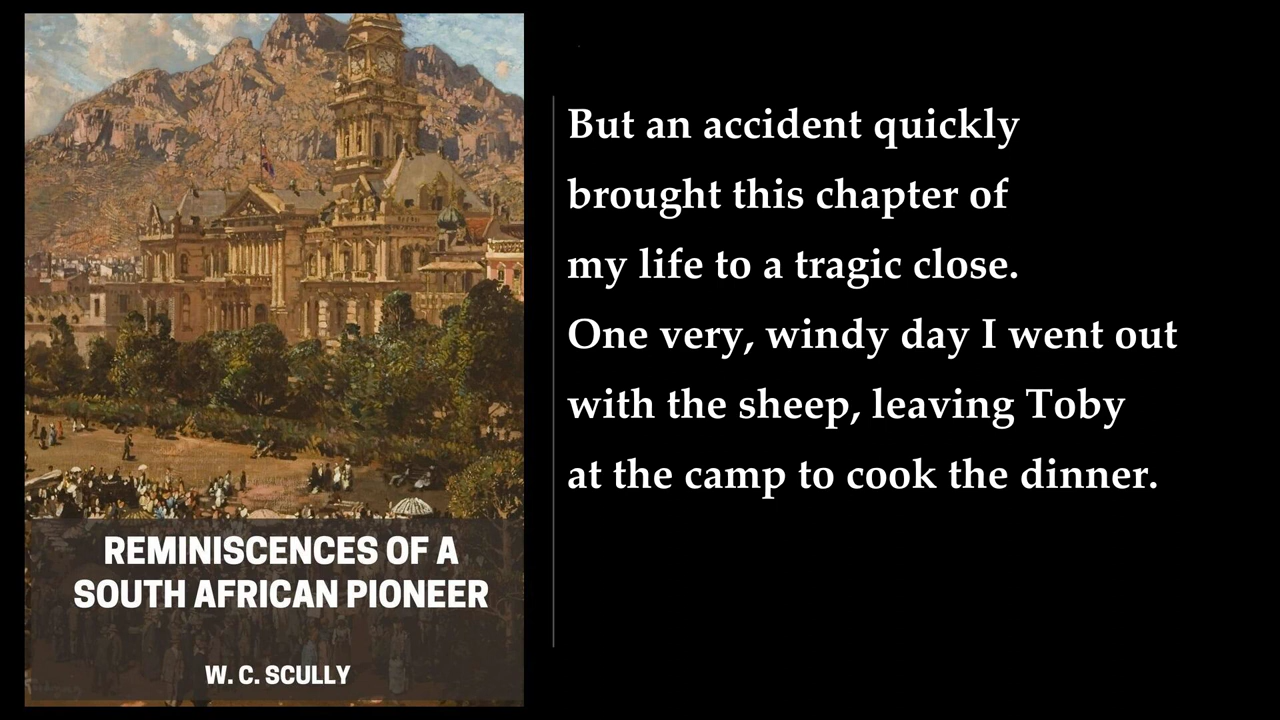 But an accident quickly
brought this chapter of
my life to a tragic close.
One very, windy day I went out
with the sheep, leaving Toby
at the camp to cook the dinner.
REMINISCENCES OF A
SOUTH AFRICAN PIONEER
W. C. SCULLY